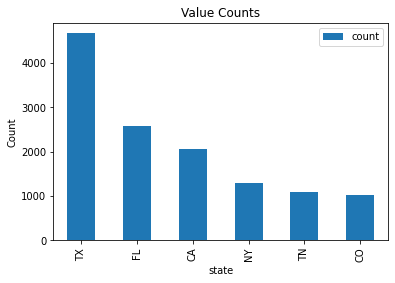 Value Counts
count
Count
4000
3000
2000
1000
0
TX
FL
CA
NY
TN
CO
state